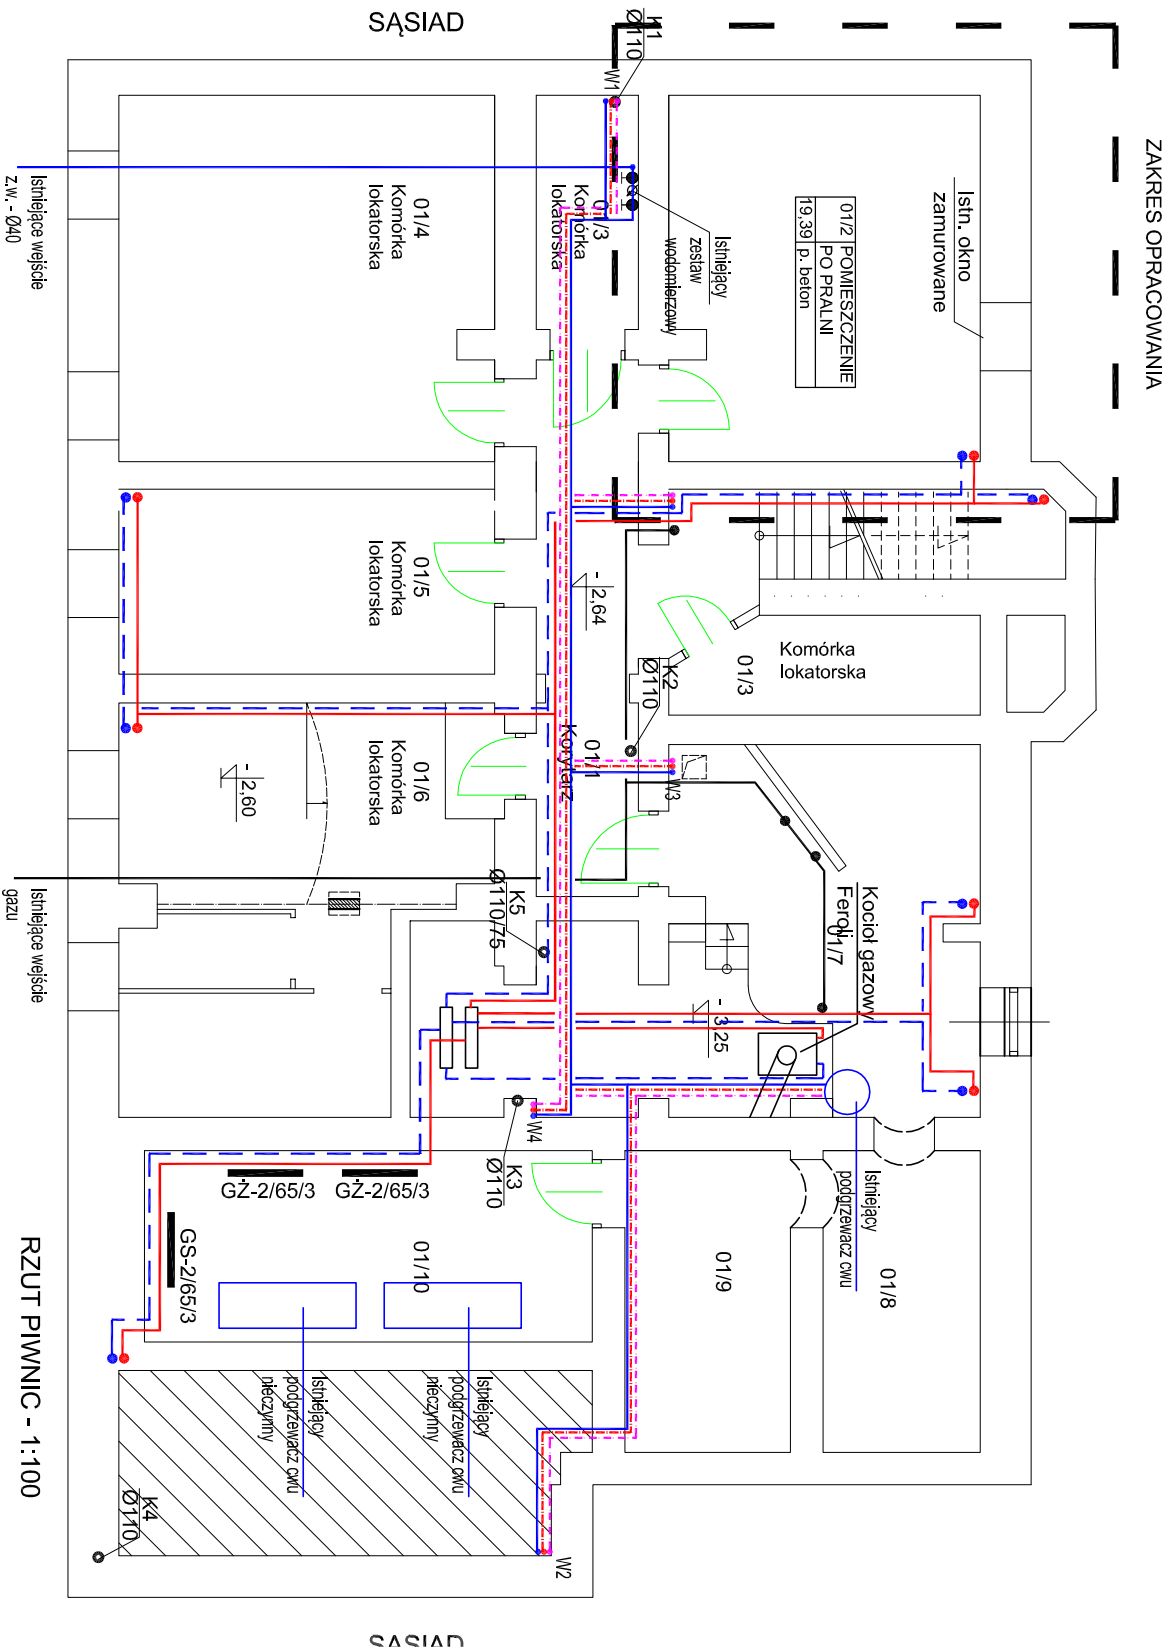 SĄSIAD
ZAKRES OPRACOWANIA
K1
Ø110
W1
Istn. okno
zamurowane
01/2 POMIESZCZENIE
PO PRALNI
19,39 p. beton
Istniejący
zestaw
wodomierzowy
01/3
Komórka
lokatorska
01/4
Komórka
lokatorska
Istniejące wejście
z.w. - Ø40
01/5
Komórka
lokatorska
- 2,64
Komórka
lokatorska
01/3
K2
Ø110
01/1
Korytarz
W3
01/6
Komórka
lokatorska
- 2,60
Istniejące wejście
gazu
K5
Ø110/75
Kocioł gazowy
Feroli
01/7
- 3,25
W4
K3
Ø110
Istniejący
podgrzewacz cwu
01/8
01/9
01/10
GŻ-2/65/3
GŻ-2/65/3
GS-2/65/3
Istniejący
podgrzewacz cwu
nieczynny
Istniejący
podgrzewacz cwu
nieczynny
K4
Ø110
W2
RZUT PIWNIC - 1:100
SĄSIAD